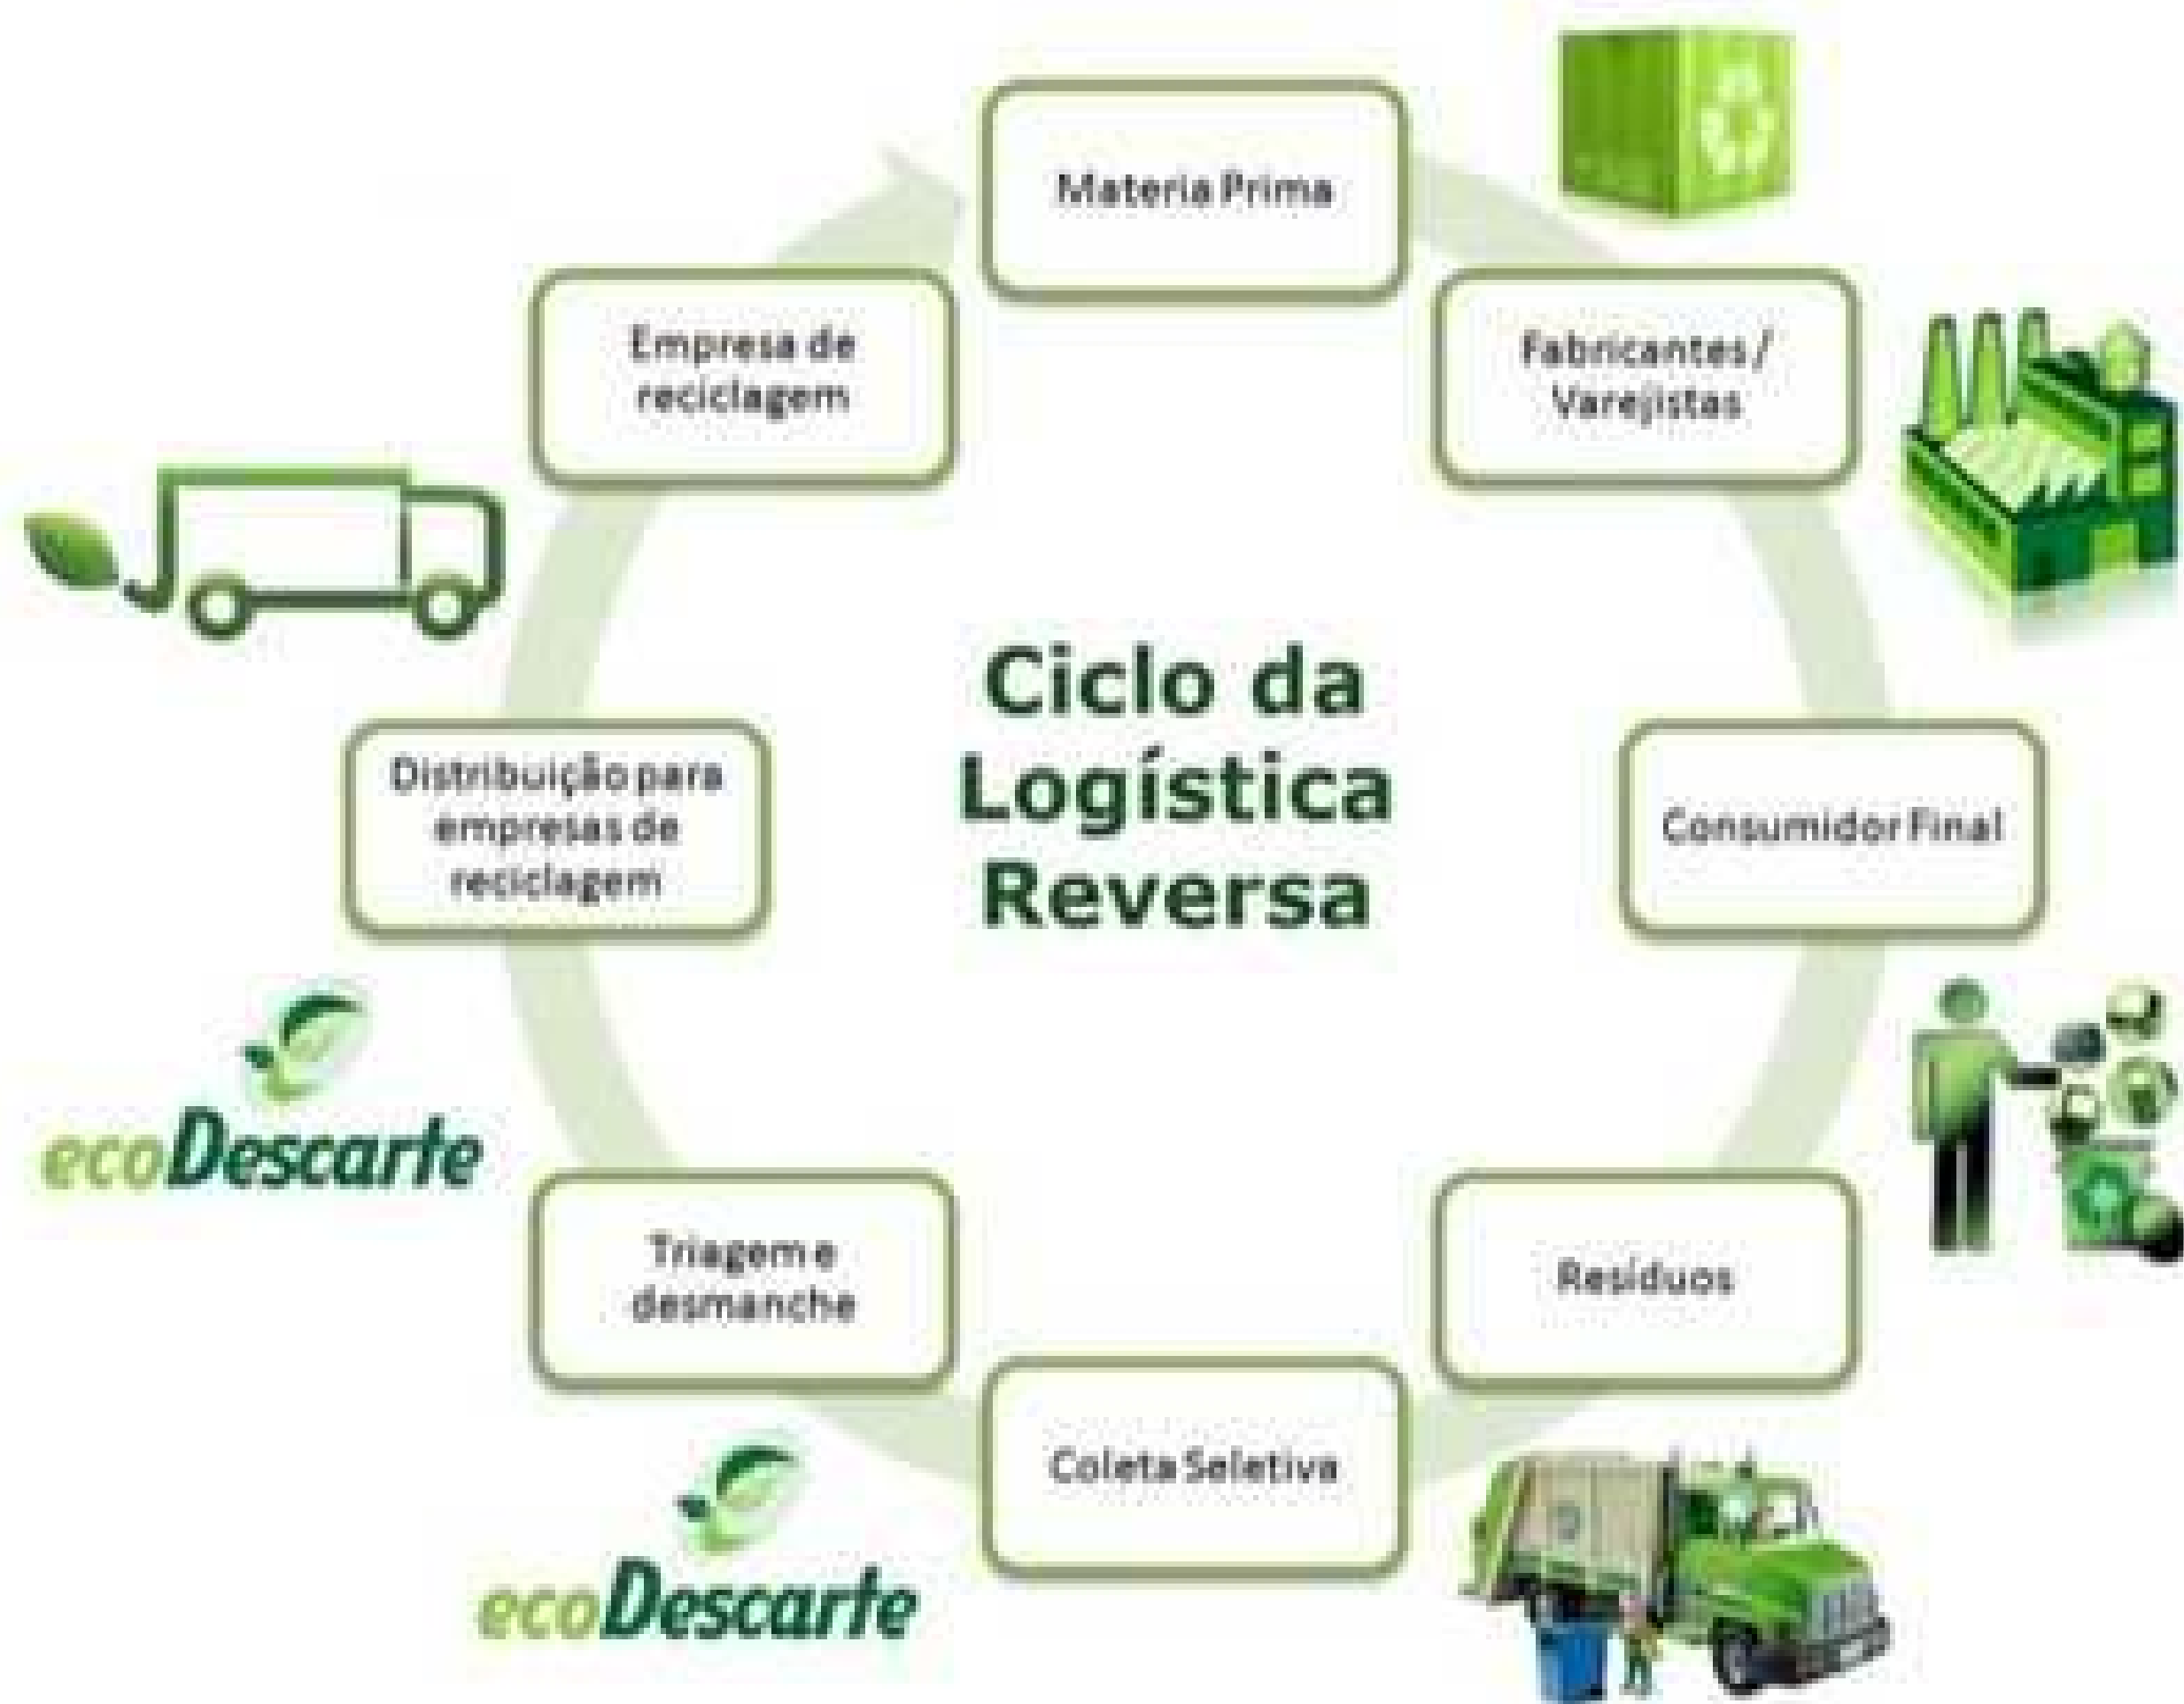 Materia Prima
Fabricantes /
Varejistas
Consumidor Final
Resíduos
Coleta Seletiva
Triagem e
desmanche
Distribuição para
empresas de
reciclagem
Empresa de
reciclagem
Ciclo da
Logística
Reversa
ecoDescarte
ecoDescarte